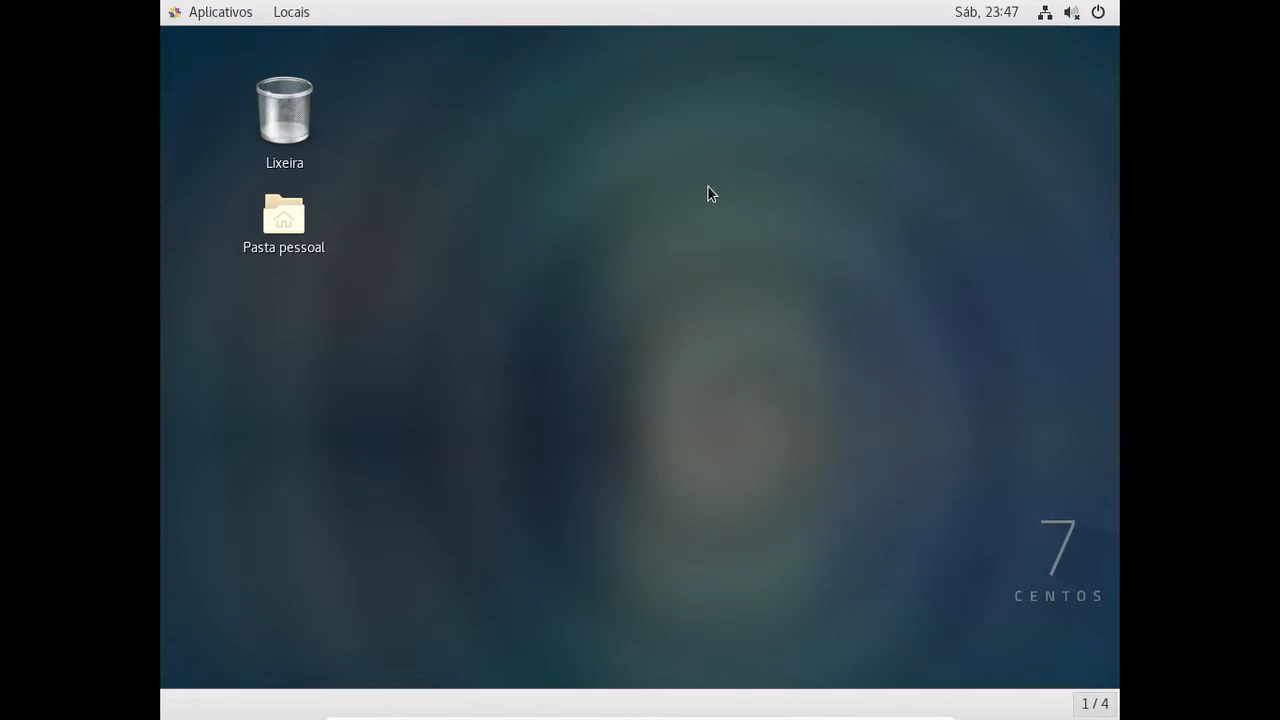 Aplicativos Locais Sáb, 23:47
Lixeira
Pasta pessoal
7
CENTOS
1 / 4